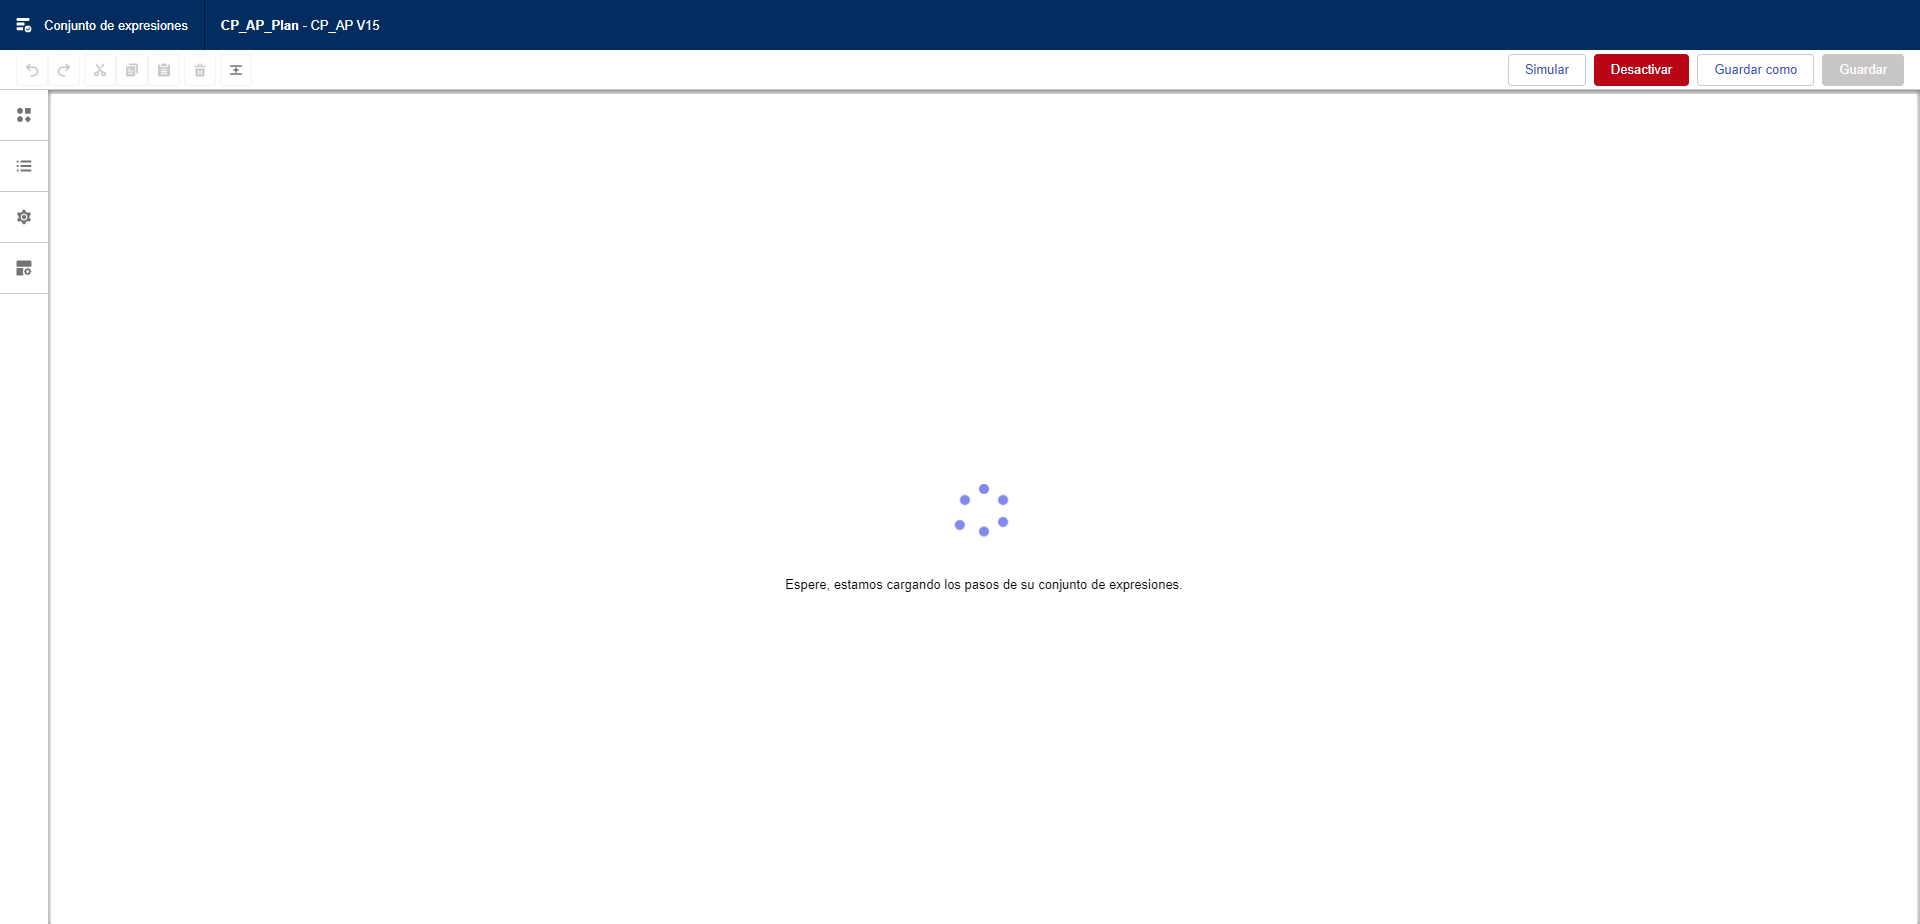 Conjunto de expresiones
CP_AP_Plan - CP_AP V15
Simular
Desactivar
Guardar como
Guardar
Espere, estamos cargando los pasos de su conjunto de expresiones.